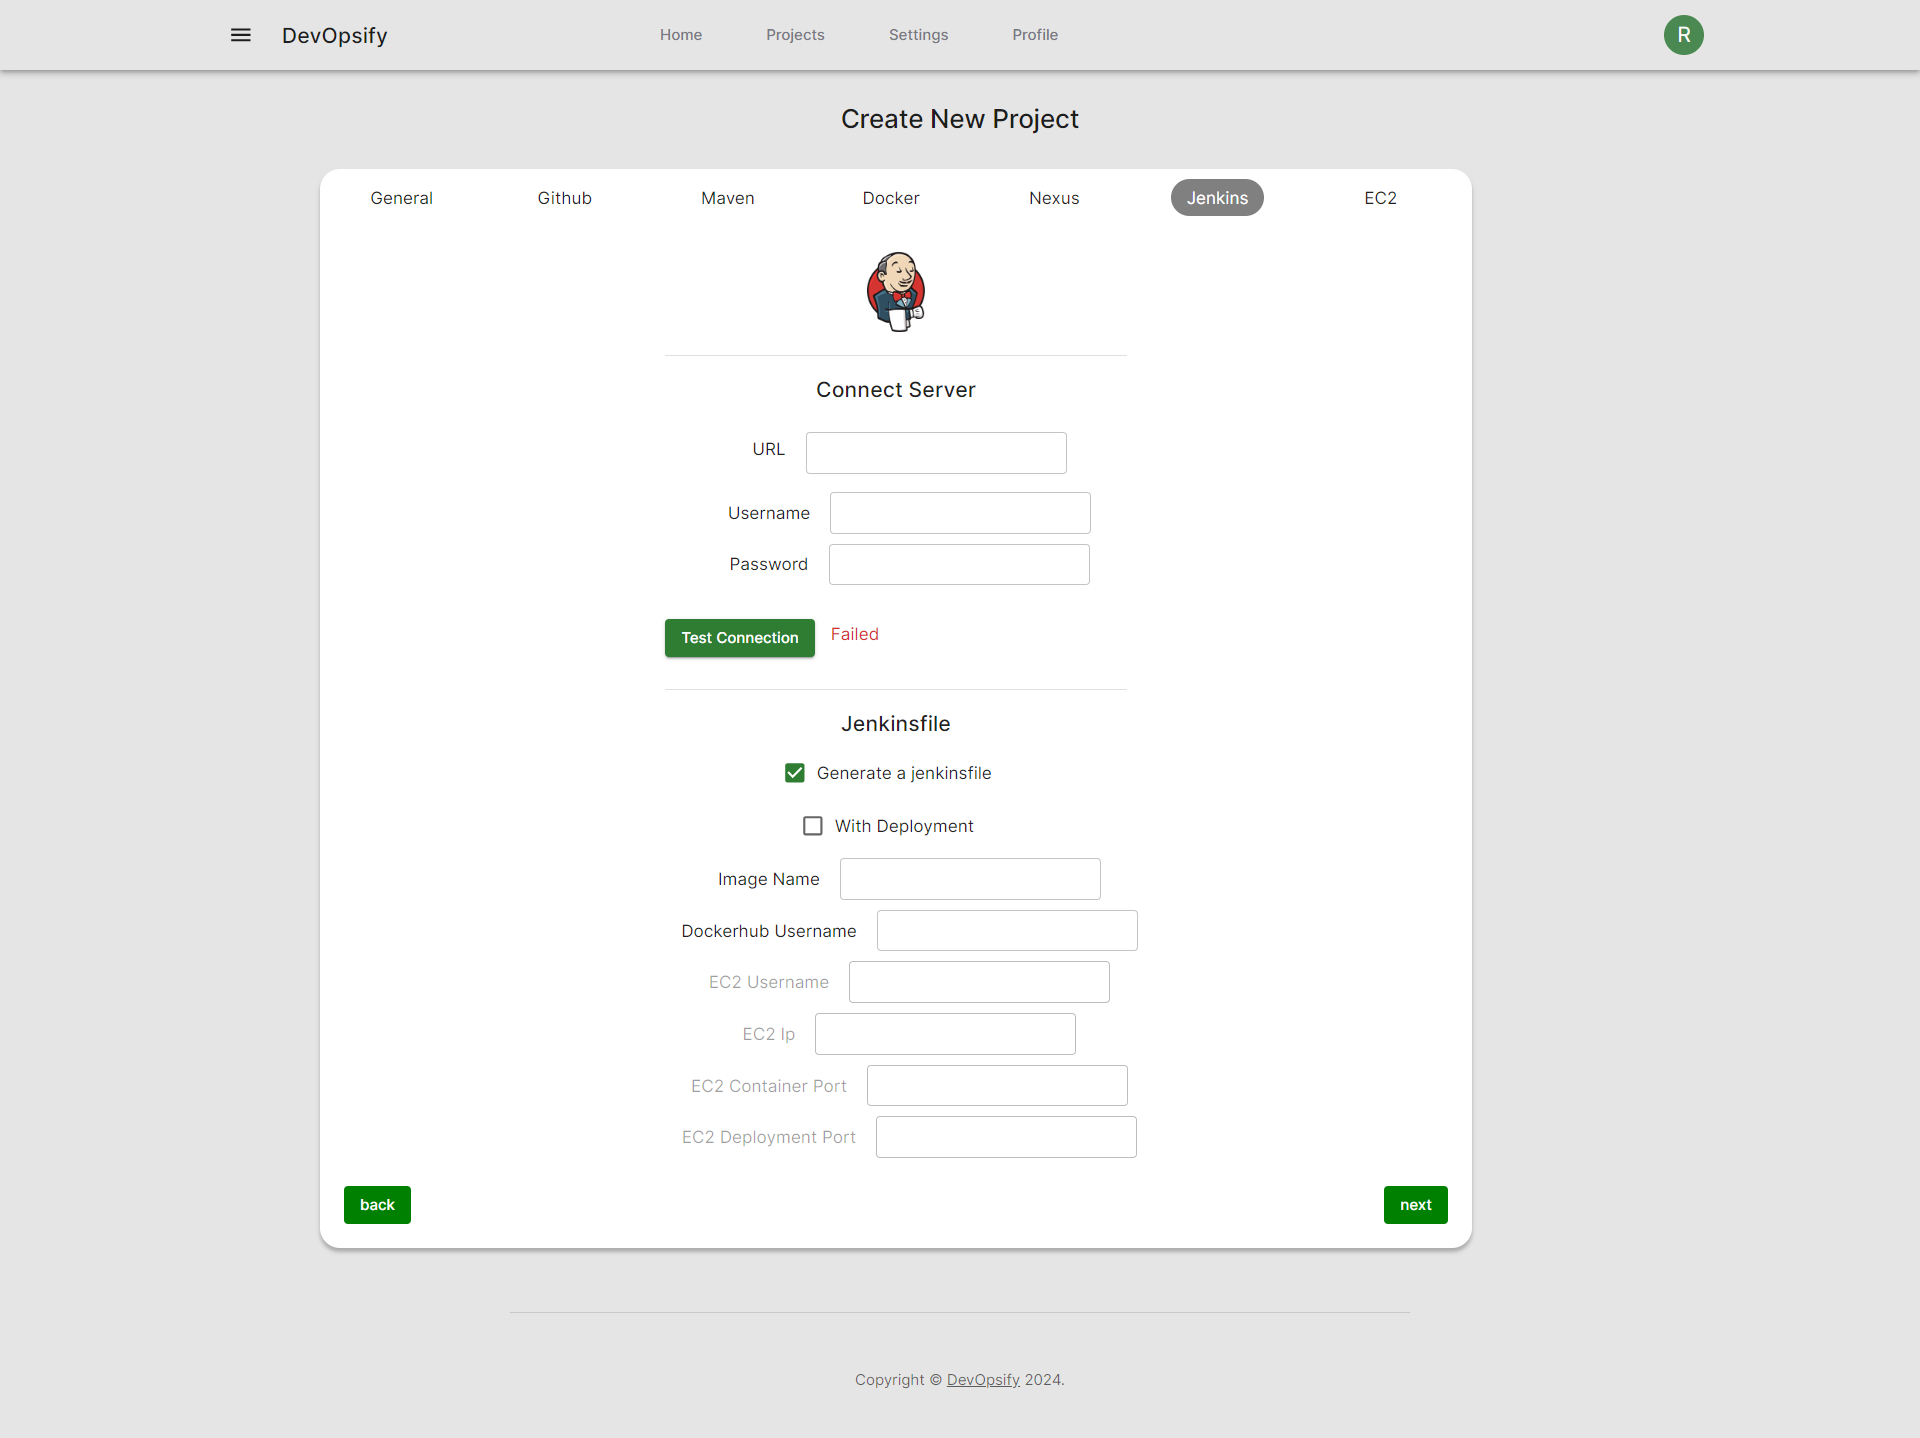 DevOpsify
Home
Projects
Settings
Profile
R
Create New Project
General
Github
Maven
Docker
Nexus
Jenkins
EC2
Connect Server
URL
Username
Password
Test Connection
Failed
Jenkinsfile
Generate a jenkinsfile
With Deployment
Image Name
Dockerhub Username
EC2 Username
EC2 Ip
EC2 Container Port
EC2 Deployment Port
back
next
Copyright © DevOpsify 2024.